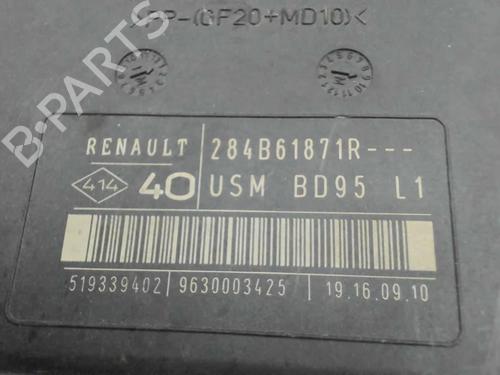 >PP-(GF20+MD10)<
B-PARTS
RENAULT 284B61871R---
414 40 USM BD95 L1
519339402 9630003425 19.16.09.10